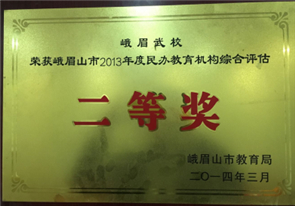 峨眉武校
荣获峨眉山市2013年度民办教育机构综合评估
二等奖
峨眉山市教育局
二〇一四年三月